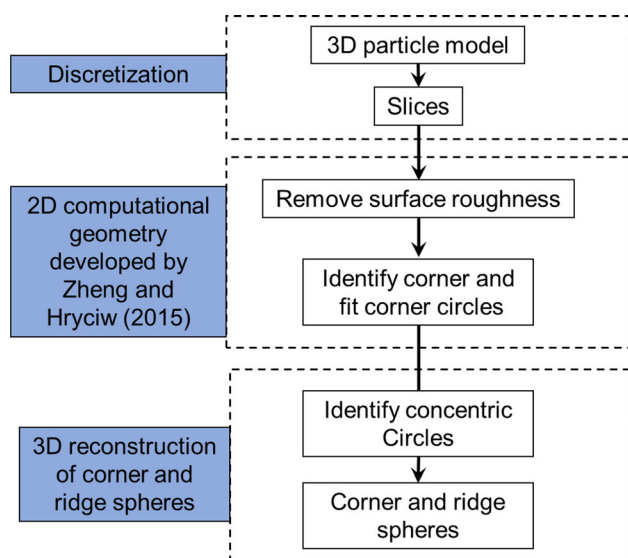 Discretization
3D particle model
Slices
2D computational
geometry
developed by
Zheng and
Hryciw (2015)
Remove surface roughness
Identify corner and
fit corner circles
3D reconstruction
of corner and
ridge spheres
Identify concentric
Circles
Corner and ridge
spheres